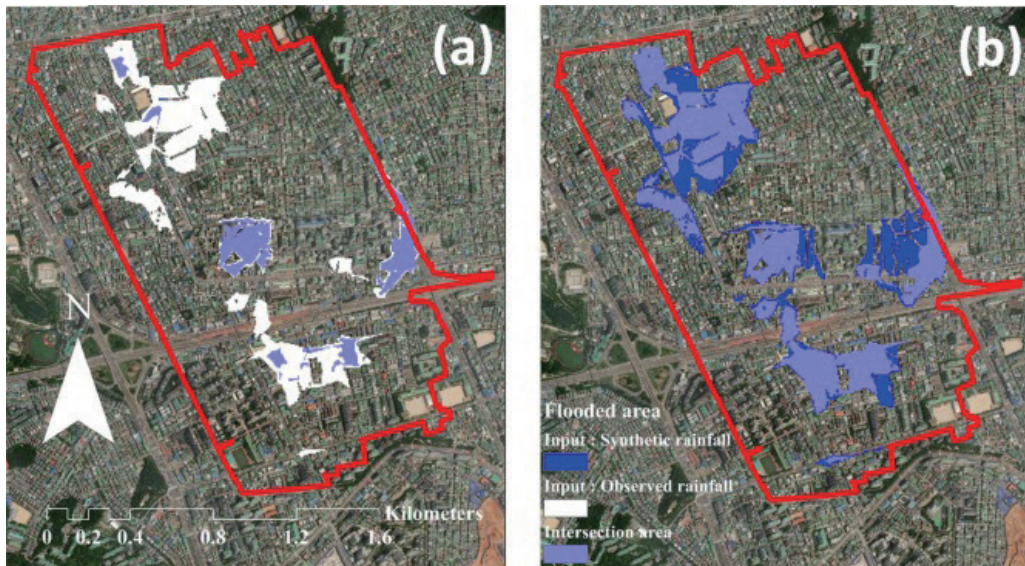 (a)
(b)
N
Kilometers
0 0.2 0.4 0.8 1.2 1.6
Flooded area
Input : Synthetic rainfall
Input : Observed rainfall
Intersection area